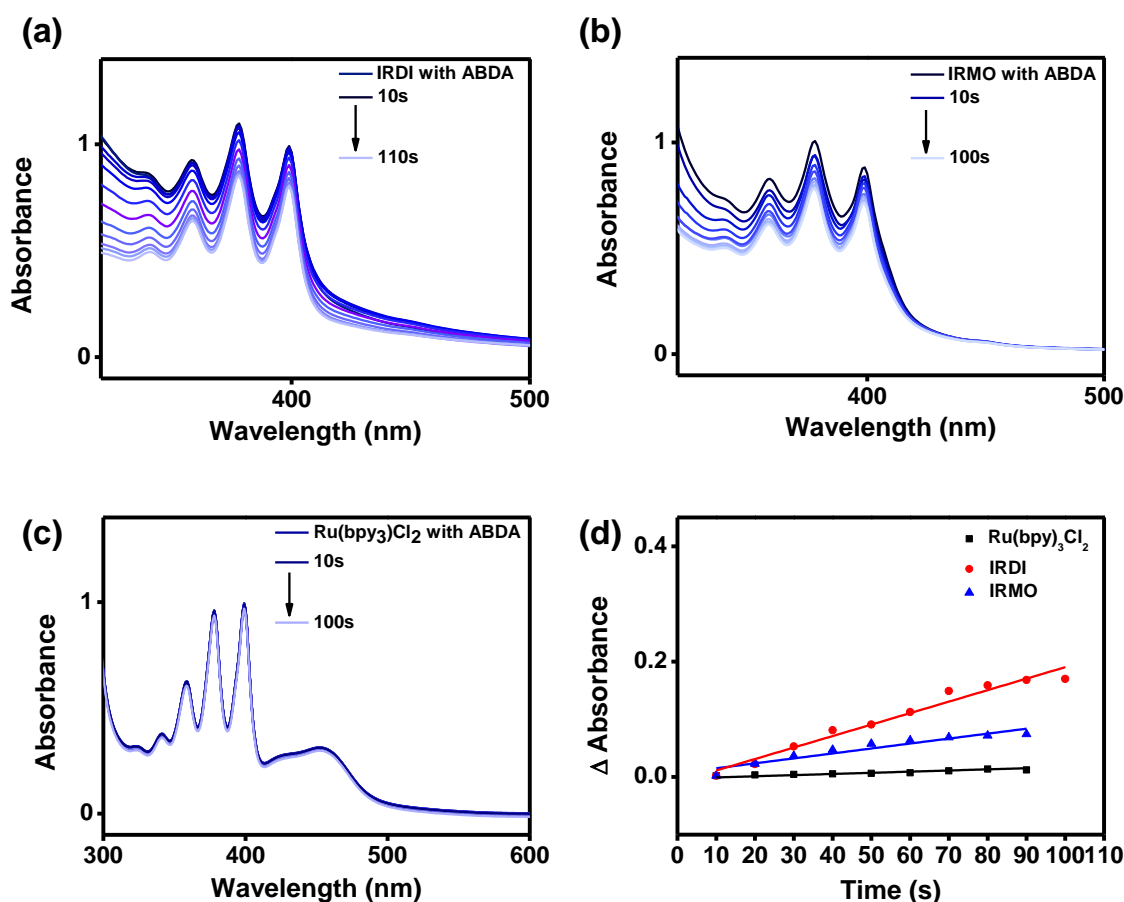 (a)
IRDI with ABDA
10s
110s
1
0
400
500
Absorbance
Wavelength (nm)
(b)
IRMO with ABDA
10s
100s
1
0
400
500
Absorbance
Wavelength (nm)
(c)
Ru(bpy₃)Cl₂ with ABDA
10s
100s
1
0
300 400 500 600
Absorbance
Wavelength (nm)
(d)
Ru(bpy)₃Cl₂
IRDI
IRMO
0.4
0.2
0.0
0 10 20 30 40 50 60 70 80 90 100 110
Δ Absorbance
Time (s)